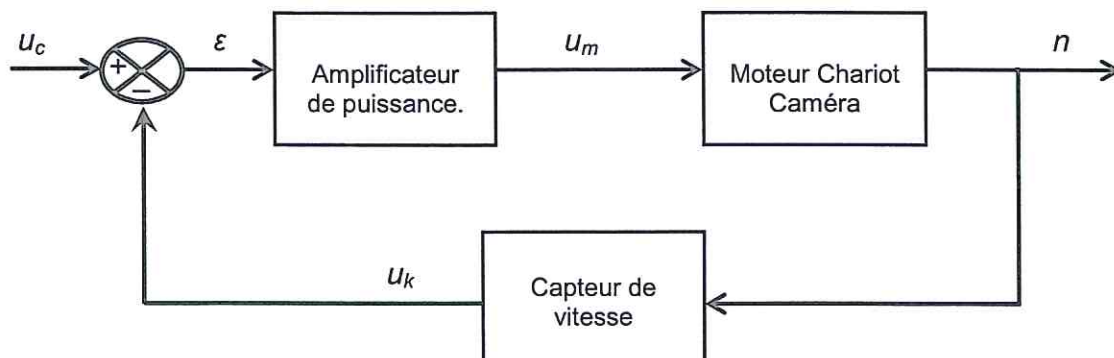 u_c
ε
u_m
n
+
−
Amplificateur
de puissance.
Moteur Chariot
Caméra
u_k
Capteur de
vitesse